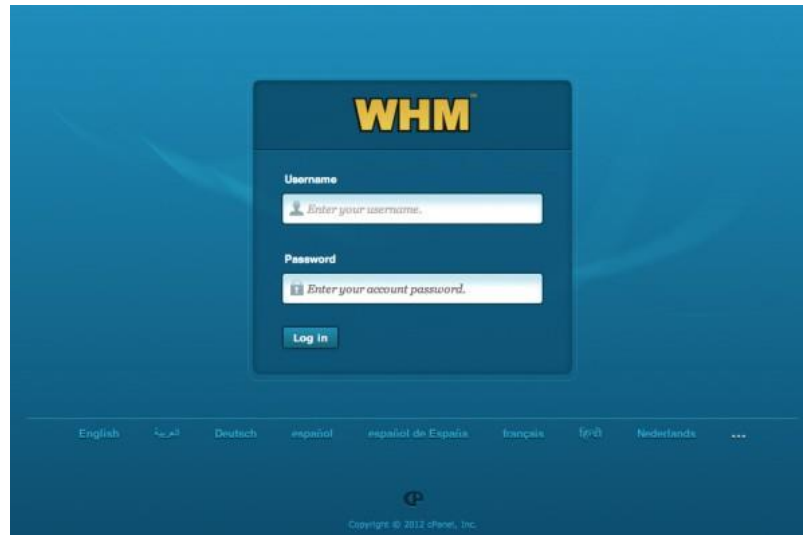 WHM
Username
Enter your username.
Password
Enter your account password.
Log in
English العربية Deutsch español español de España français हिन्दी Nederlands ...
cP
Copyright © 2012 cPanel, Inc.